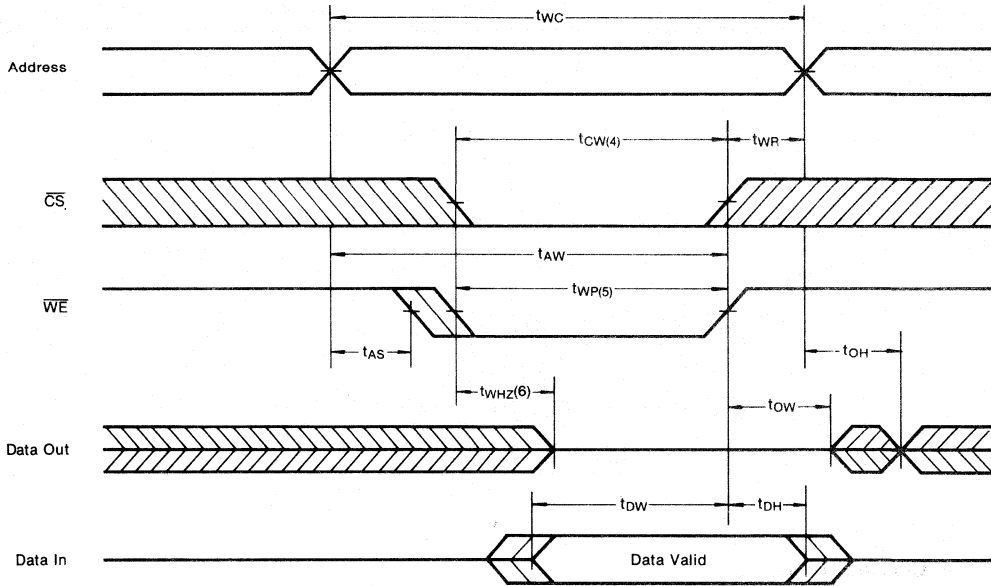 tWC
Address
tCW(4)
tWR
CS
tAW
WE
tWP(5)
tAS
tOH
tWHZ(6)
tOW
Data Out
tDW
tDH
Data In
Data Valid